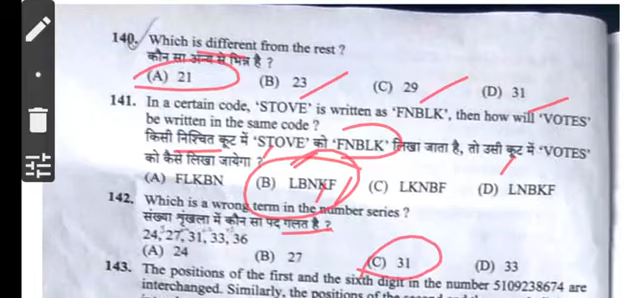 140. Which is different from the rest ?
कौन सा अन्य से भिन्न है ?
(A) 21 (B) 23 (C) 29 (D) 31
141. In a certain code, ‘STOVE’ is written as ‘FNBLK’, then how will ‘VOTES’
be written in the same code ?
किसी निश्चित कूट में ‘STOVE’ को ‘FNBLK’ लिखा जाता है, तो उसी कूट में ‘VOTES’
को कैसे लिखा जायेगा ?
(A) FLKBN (B) LBNKF (C) LKNBF (D) LNBKF
142. Which is a wrong term in the number series ?
संख्या शृंखला में कौन सा पद गलत है ?
24, 27, 31, 33, 36
(A) 24 (B) 27 (C) 31 (D) 33
143. The positions of the first and the sixth digit in the number 5109238674 are
interchanged. Similarly, the positions of the second and the